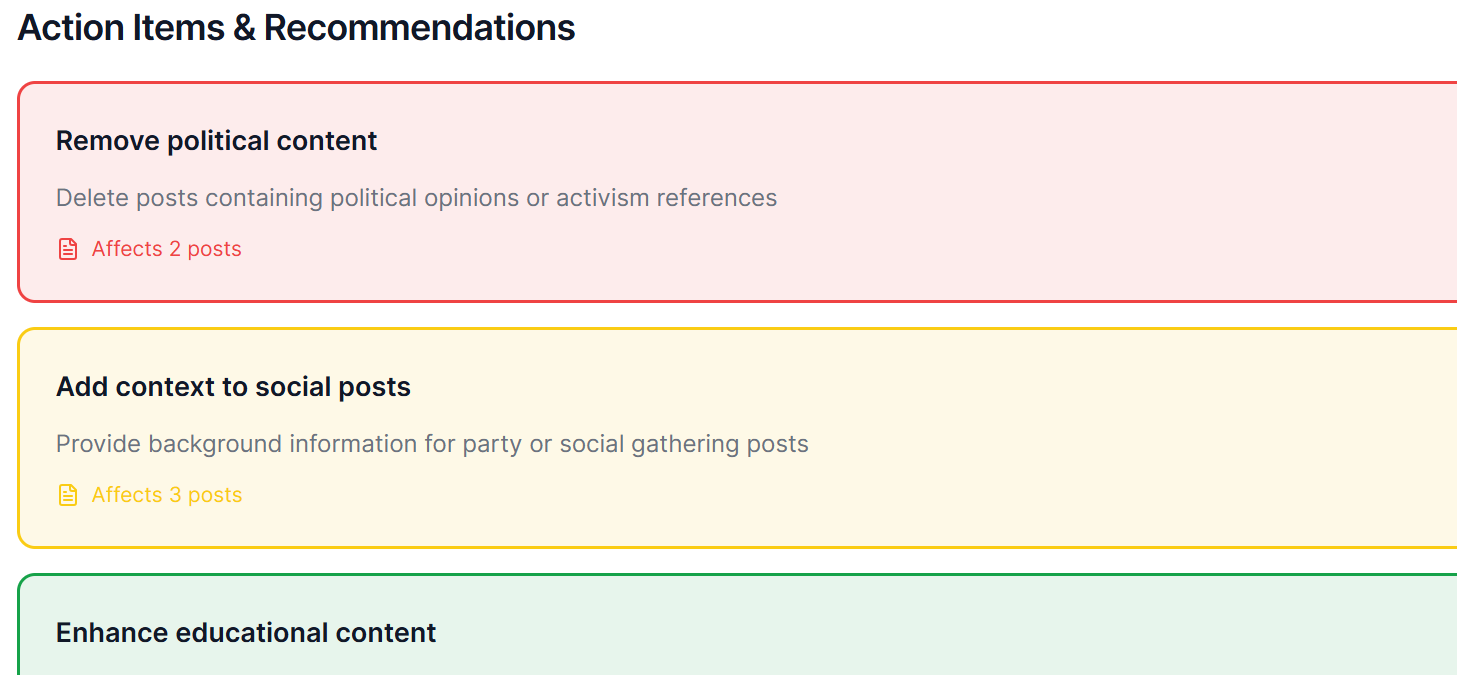 Action Items & Recommendations
Remove political content
Delete posts containing political opinions or activism references
Affects 2 posts
Add context to social posts
Provide background information for party or social gathering posts
Affects 3 posts
Enhance educational content